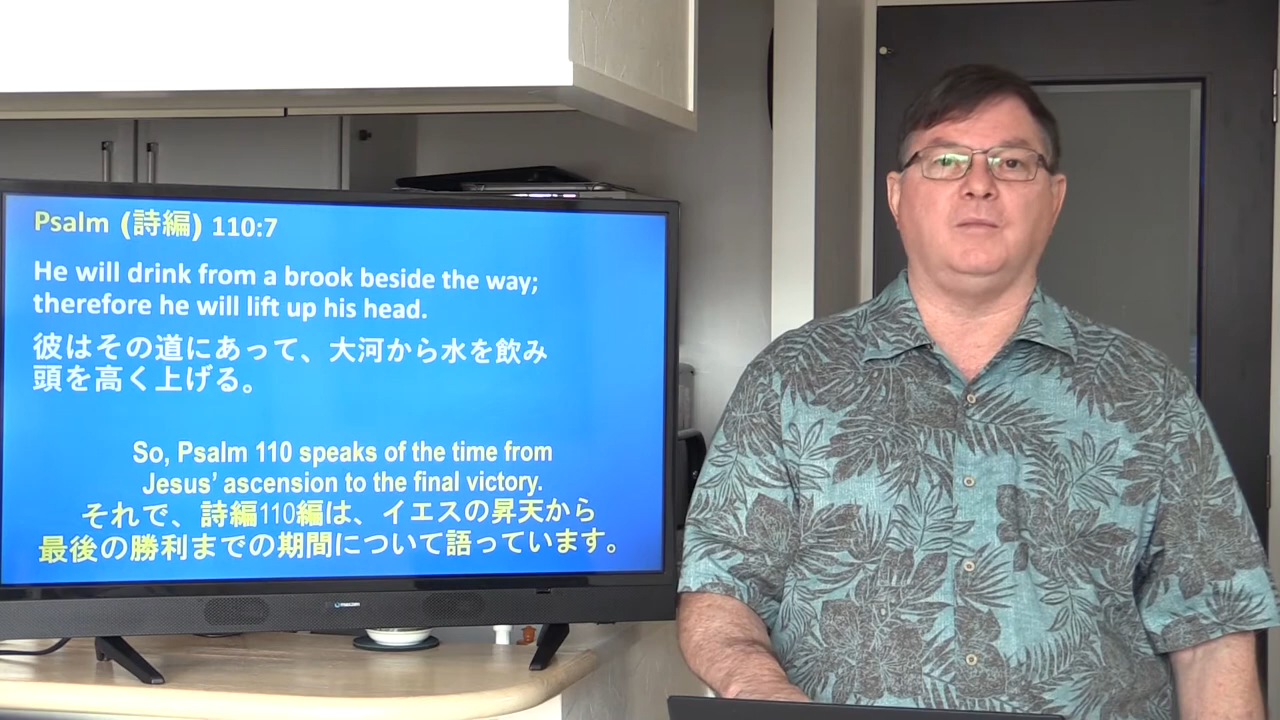 Psalm (詩編) 110:7
He will drink from a brook beside the way;
therefore he will lift up his head.
彼はその道にあって、大河から水を飲み
頭を高く上げる。
So, Psalm 110 speaks of the time from
Jesus’ ascension to the final victory.
それで、詩編110編は、イエスの昇天から
最後の勝利までの期間について語っています。